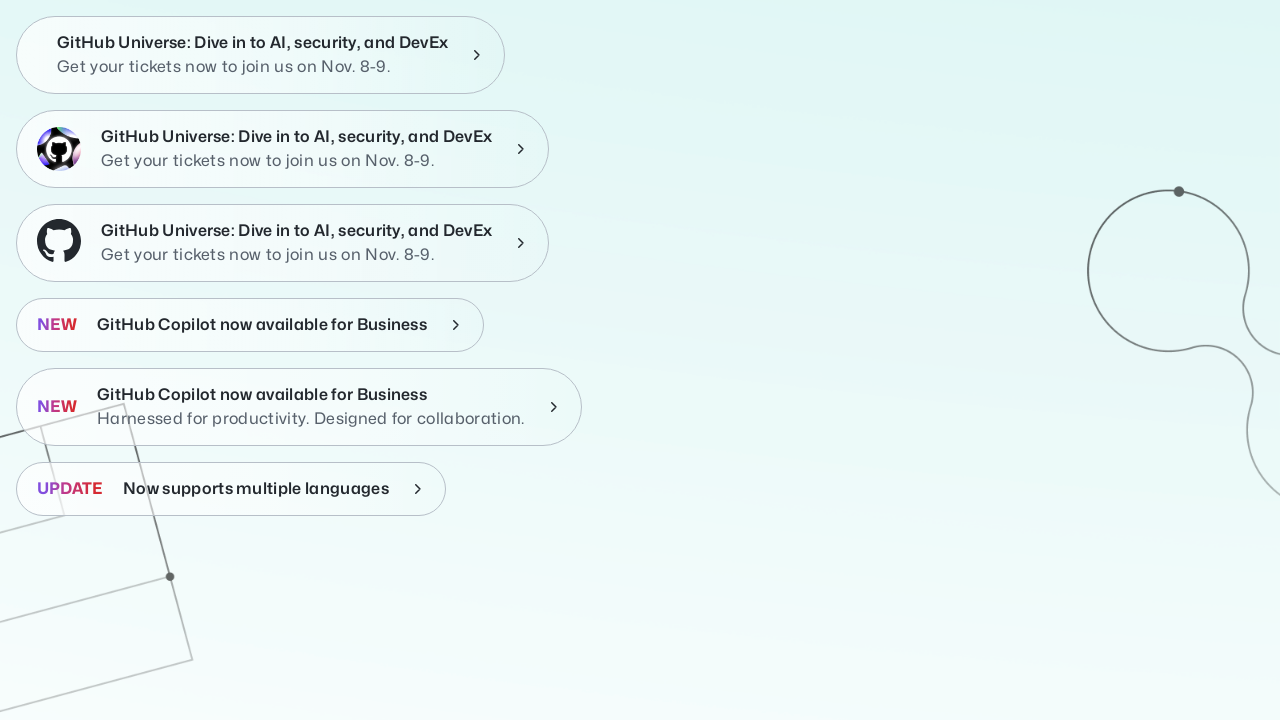 GitHub Universe: Dive in to AI, security, and DevEx
Get your tickets now to join us on Nov. 8-9.
GitHub Universe: Dive in to AI, security, and DevEx
Get your tickets now to join us on Nov. 8-9.
GitHub Universe: Dive in to AI, security, and DevEx
Get your tickets now to join us on Nov. 8-9.
NEW GitHub Copilot now available for Business
NEW GitHub Copilot now available for Business
Harnessed for productivity. Designed for collaboration.
UPDATE Now supports multiple languages